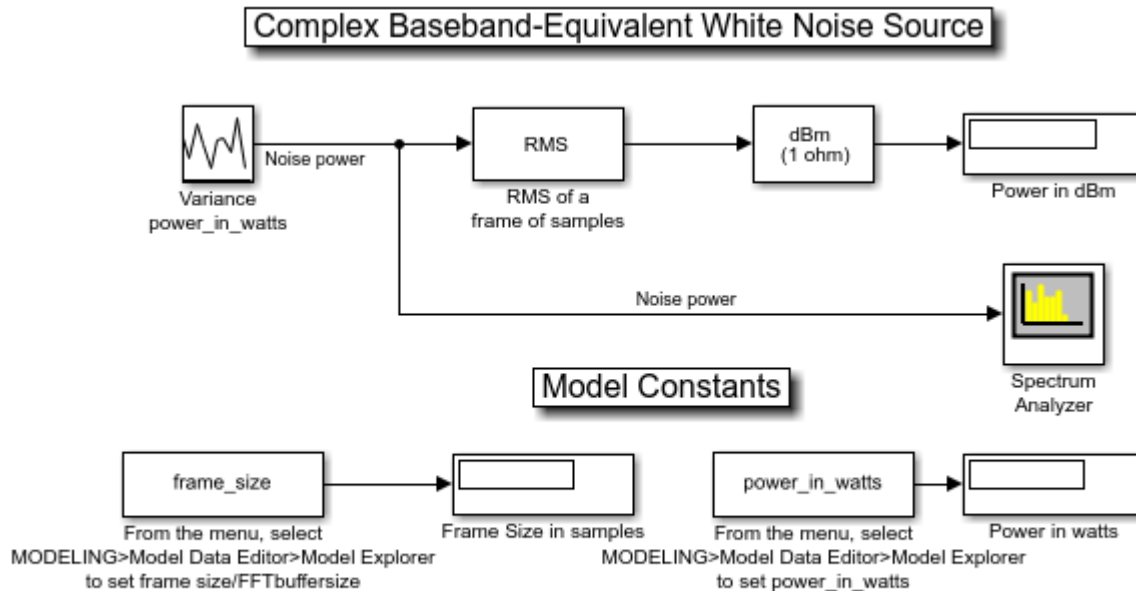 Complex Baseband-Equivalent White Noise Source
Noise power
RMS
dBm
(1 ohm)
Variance
power_in_watts
RMS of a
frame of samples
Power in dBm
Noise power
Spectrum
Analyzer
Model Constants
frame_size
power_in_watts
From the menu, select
MODELING>Model Data Editor>Model Explorer
to set frame size/FFTbuffersize
Frame Size in samples
From the menu, select
MODELING>Model Data Editor>Model Explorer
to set power_in_watts
Power in watts